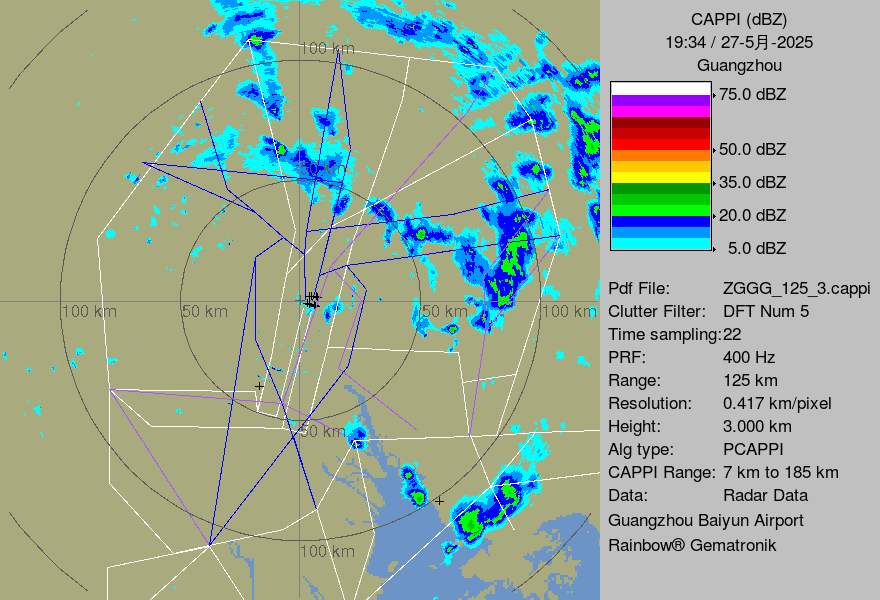 CAPPI (dBZ)
19:34 / 27-5月-2025
Guangzhou
75.0 dBZ
50.0 dBZ
35.0 dBZ
20.0 dBZ
5.0 dBZ
Pdf File: ZGGG_125_3.cappi
Clutter Filter: DFT Num 5
Time sampling:22
PRF: 400 Hz
Range: 125 km
Resolution: 0.417 km/pixel
Height: 3.000 km
Alg type: PCAPPI
CAPPI Range: 7 km to 185 km
Data: Radar Data
Guangzhou Baiyun Airport
Rainbow® Gematronik
100 km
50 km
100 km
50 km
50 km
100 km
50 km
100 km